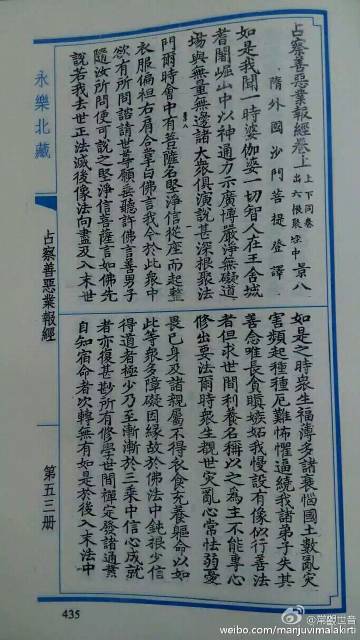 占察善惡業報經卷上 上下同卷 出六根聚經中 景八
隋外國沙門菩提登譯
如是我聞一時婆伽婆一切智人在王舍城
耆闍崛山中以神通力示廣博嚴淨無礙道
場與無量無邊諸大衆俱演說甚深根聚法
門爾時會中有菩薩名堅淨信從座而起整
衣服偏袒右肩合掌白佛言我今於此衆中
欲有所問諮請世尊願垂聽許佛言善男子
隨汝所問便可說之堅淨信菩薩言如佛先
說若我去世正法滅後像法向盡及入末世
如是之時衆生福薄多諸衰惱國土數亂災
害頻起種種厄難怖懼逼繞我諸弟子失其
善念唯長貪瞋嫉妬我慢設有像似行善法
者但求世間利養名稱以之為主不能專心
修出要法爾時衆生覩世災亂心常怯弱憂
畏己身及諸親屬不得衣食充養軀命以如
此等衆多障礙因緣故於佛法中鈍根少信
得道者極少乃至漸漸於三乘中信心成就
者亦復甚尠所有修學世間禪定發諸通業
自知宿命者次轉無有如是於後入末法中
永樂北藏
占察善惡業報經
第五三册
435
@常觀世音
weibo.com/manjuvimalakirti